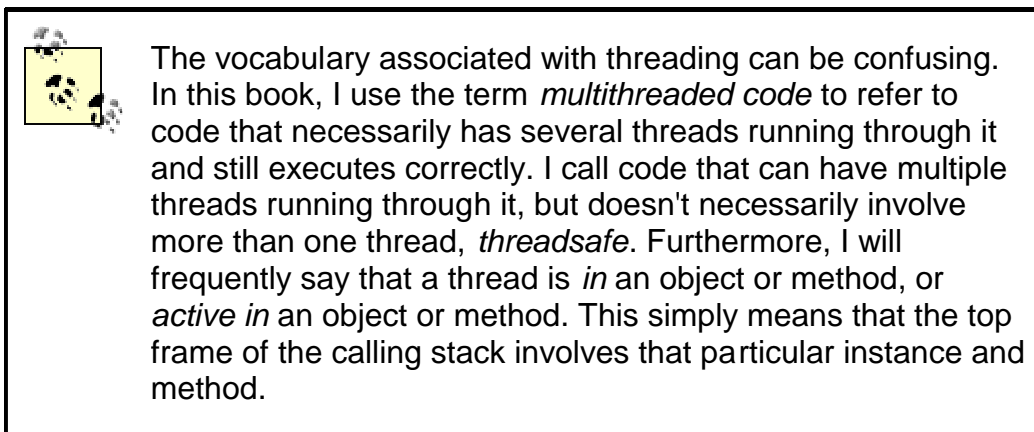 The vocabulary associated with threading can be confusing.
In this book, I use the term multithreaded code to refer to
code that necessarily has several threads running through it
and still executes correctly. I call code that can have multiple
threads running through it, but doesn't necessarily involve
more than one thread, threadsafe. Furthermore, I will
frequently say that a thread is in an object or method, or
active in an object or method. This simply means that the top
frame of the calling stack involves that particular instance and
method.